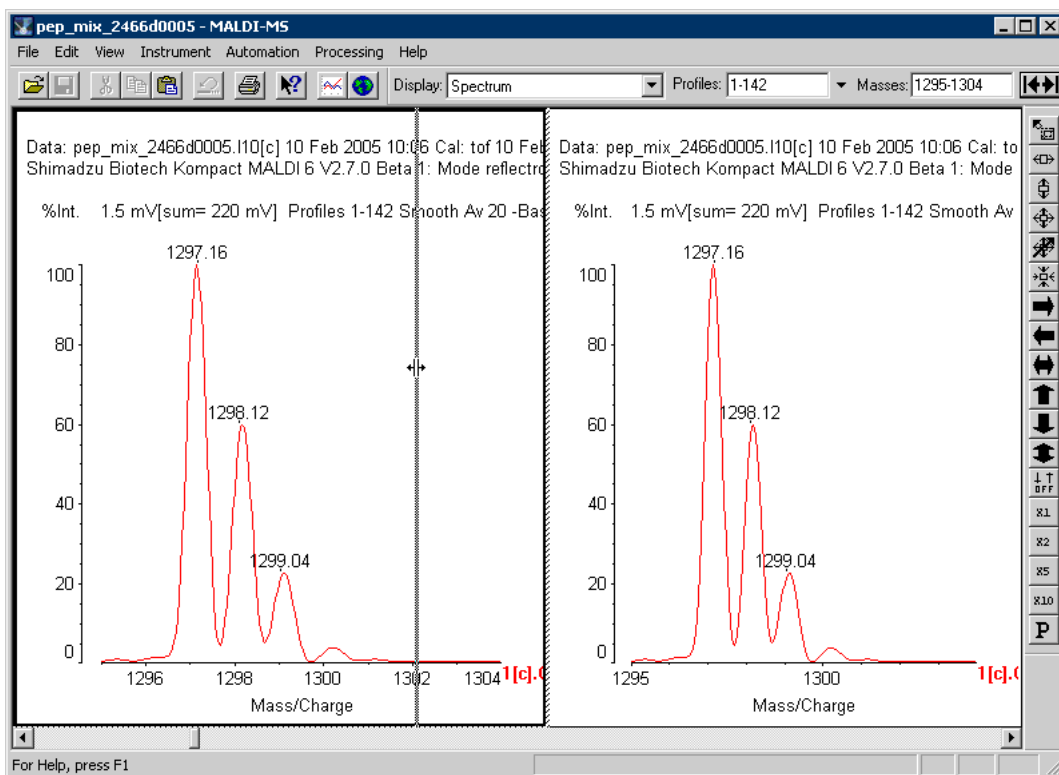 pep_mix_2466d0005 - MALDI-MS
File Edit View Instrument Automation Processing Help
Display: Spectrum Profiles: 1-142 Masses: 1295-1304
Data: pep_mix_2466d0005.I10[c] 10 Feb 2005 10:06 Cal: tof 10 Feb
Shimadzu Biotech Kompact MALDI 6 V2.7.0 Beta 1: Mode reflectro
%Int. 1.5 mV[sum= 220 mV] Profiles 1-142 Smooth Av 20 -Bas
1297.16
100
80
1298.12
60
40
1299.04
20
0
1296 1298 1300 1302 1304 1[c].
Mass/Charge
Data: pep_mix_2466d0005.I10[c] 10 Feb 2005 10:06 Cal: to
Shimadzu Biotech Kompact MALDI 6 V2.7.0 Beta 1: Mode
%Int. 1.5 mV[sum= 220 mV] Profiles 1-142 Smooth Av
1297.16
100
80
1298.12
60
40
1299.04
20
0
1295 1300 1[c].
Mass/Charge
OFF
X1
X2
X5
X10
P
For Help, press F1